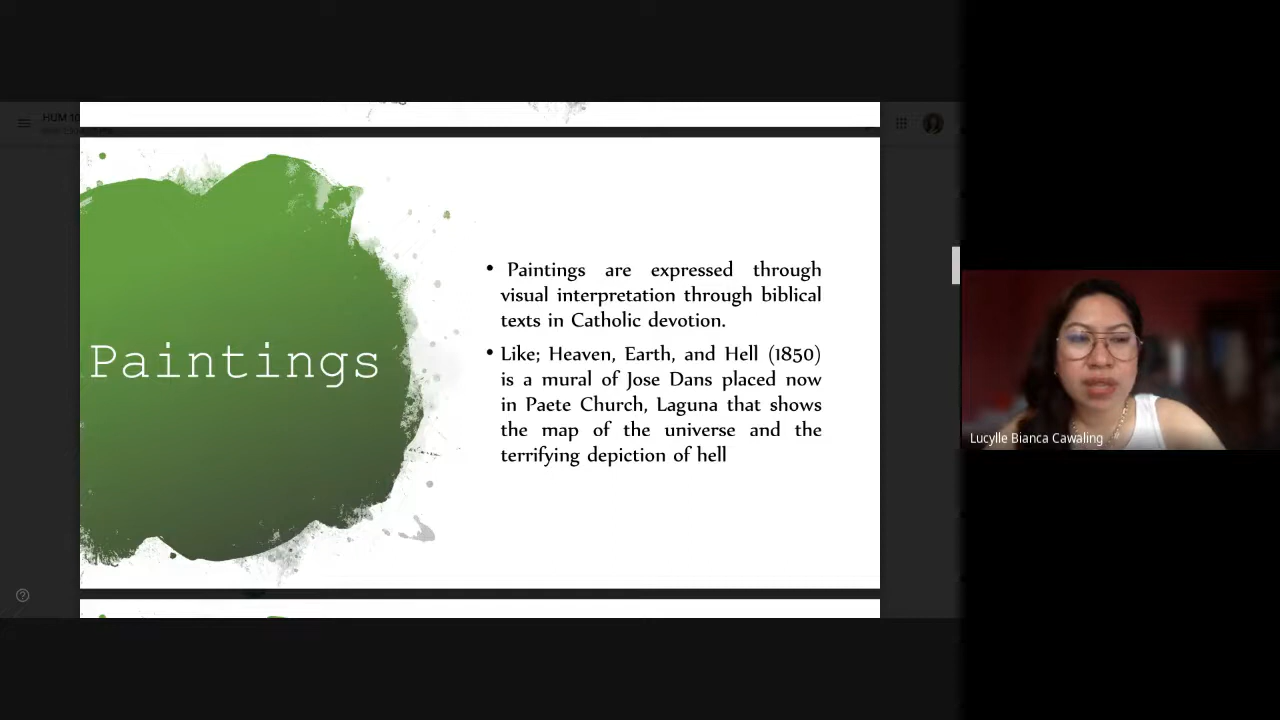 HUM 10
Paintings
• Paintings are expressed through
visual interpretation through biblical
texts in Catholic devotion.
• Like; Heaven, Earth, and Hell (1850)
is a mural of Jose Dans placed now
in Paete Church, Laguna that shows
the map of the universe and the
terrifying depiction of hell
Lucylle Bianca Cawaling